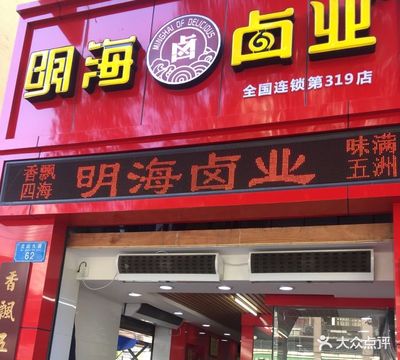 明海 卤业
MINGHAI OF DELICIOUS
卤
全国连锁第319店
香飘四海
明海卤业
味满五洲
62
香飘五
大众点评